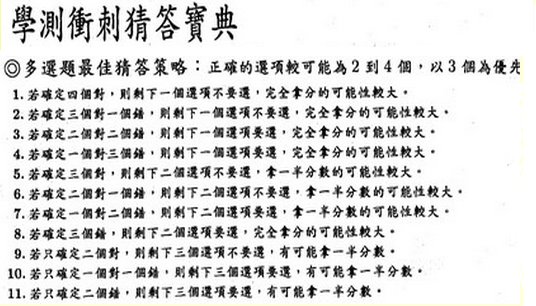 學測衝刺猜答寶典
◎多選題最佳猜答策略：正確的選項較可能為2到4個，以3個為優先
1. 若確定四個對，則剩下一個選項不要選，完全拿分的可能性較大。
2. 若確定三個對一個錯，則剩下一個選項不要選，完全拿分的可能性較大。
3. 若確定二個對二個錯，則剩下一個選項要選，完全拿分的可能性較大。
4. 若確定一個對三個錯，則剩下一個選項要選，完全拿分的可能性較大。
5. 若確定三個對，則剩下二個選項不要選，拿一半分數的可能性較大。
6. 若確定二個對一個錯，則剩下二個選項不要選，拿一半分數的可能性較大。
7. 若確定一個對二個錯，則剩下二個選項要選，拿一半分數的可能性較大。
8. 若確定三個錯，則剩下二個選項要選，完全拿分的可能性較大。
9. 若只確定二個對，則剩下三個選項不要選，有可能拿一半分數。
10. 若只確定一個對一個錯，則剩下三個選項要選，有可能拿一半分數。
11. 若只確定二個錯，則剩下三個選項要選，有可能拿一半分數。